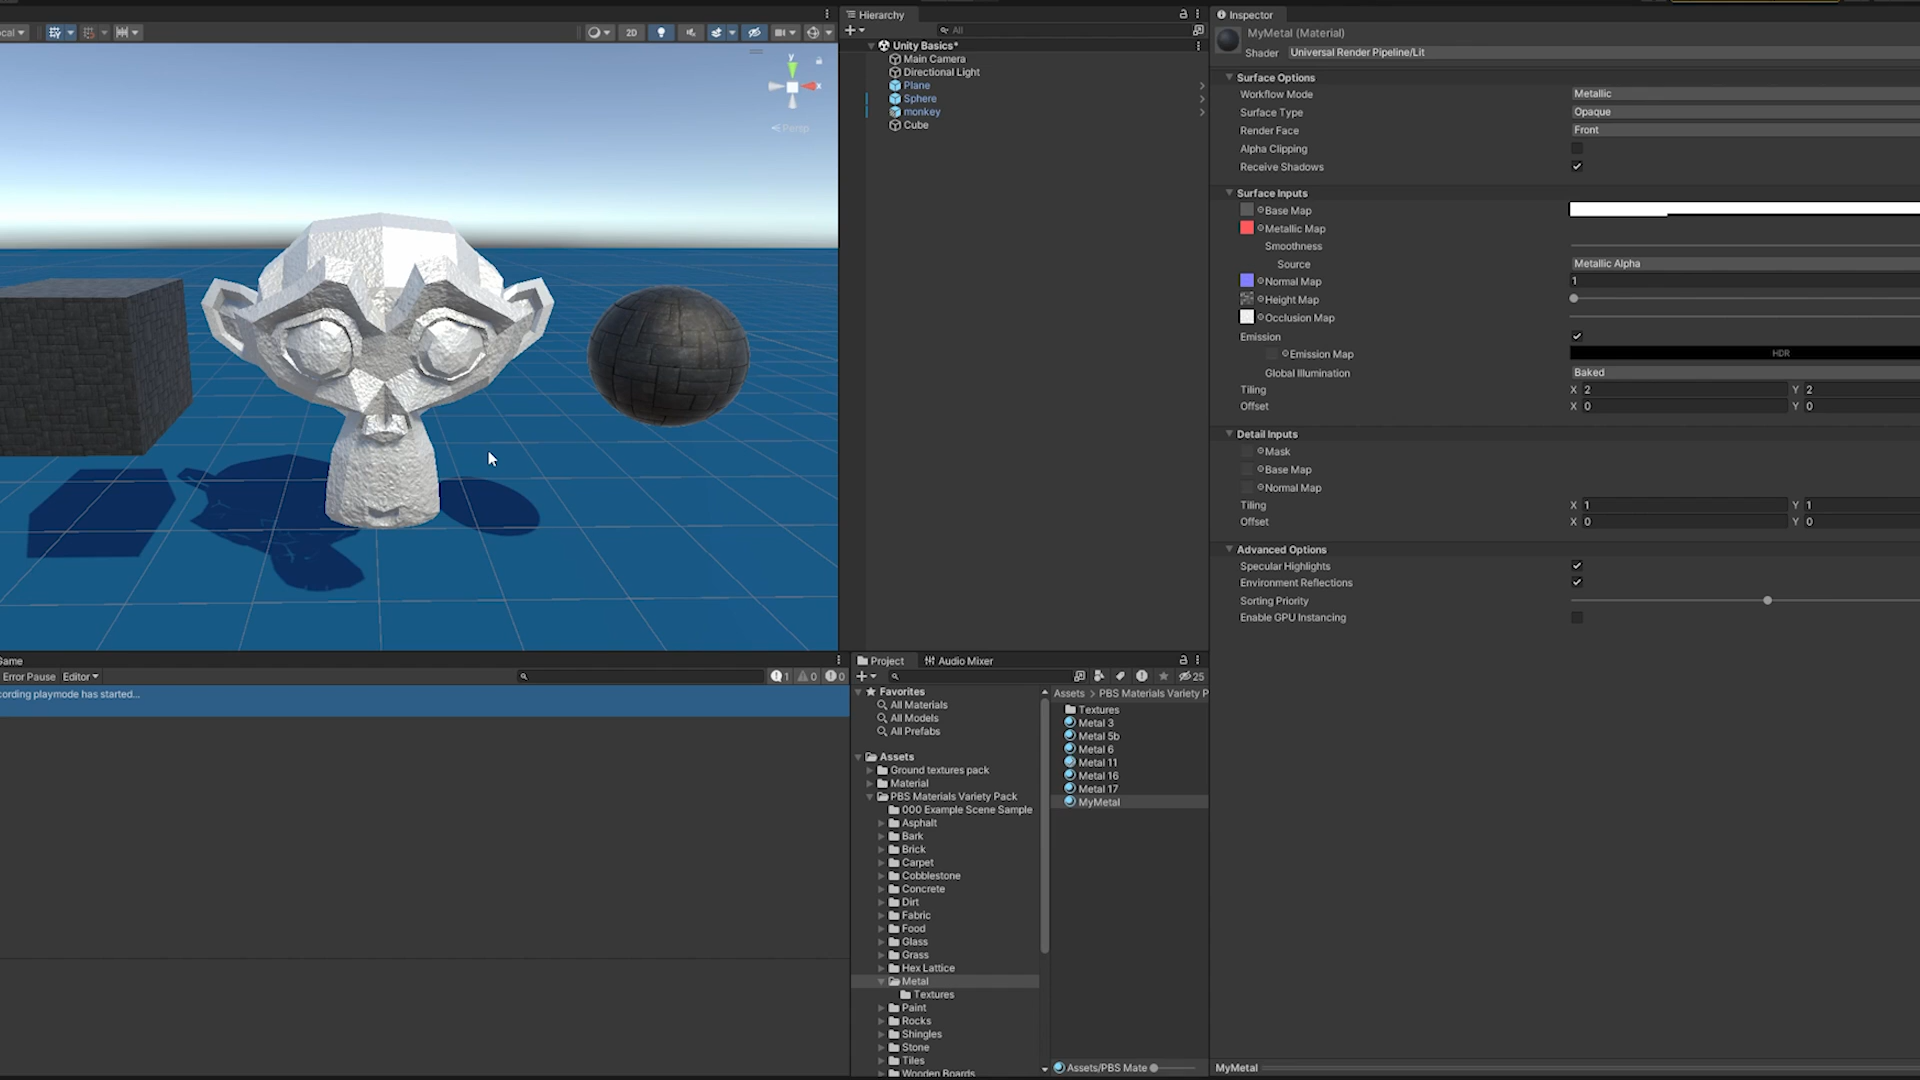 Hierarchy
Inspector
MyMetal (Material)
Shader Universal Render Pipeline/Lit
2D
All
Unity Basics*
Main Camera
Directional Light
Plane
Sphere
monkey
Cube
y
x
Persp
Surface Options
Workflow Mode Metallic
Surface Type Opaque
Render Face Front
Alpha Clipping
Receive Shadows
Surface Inputs
Base Map
Metallic Map
Smoothness
Source Metallic Alpha
Normal Map 1
Height Map
Occlusion Map
Emission
Emission Map HDR
Global Illumination Baked
Tiling X 2 Y 2
Offset X 0 Y 0
Detail Inputs
Mask
Base Map
Normal Map
Tiling X 1 Y 1
Offset X 0 Y 0
Advanced Options
Specular Highlights
Environment Reflections
Sorting Priority
Enable GPU Instancing
Error Pause Editor 1 0 0
cording playmode has started...
Project Audio Mixer
25
Favorites
All Materials
All Models
All Prefabs
Assets
Ground textures pack
Material
PBS Materials Variety Pack
000 Example Scene Sample
Asphalt
Bark
Brick
Carpet
Cobblestone
Concrete
Dirt
Fabric
Food
Glass
Grass
Hex Lattice
Metal
Textures
Paint
Rocks
Shingles
Stone
Tiles
Wooden Boards
Assets > PBS Materials Variety P
Textures
Metal 3
Metal 5b
Metal 6
Metal 11
Metal 16
Metal 17
MyMetal
Assets/PBS Mate
MyMetal